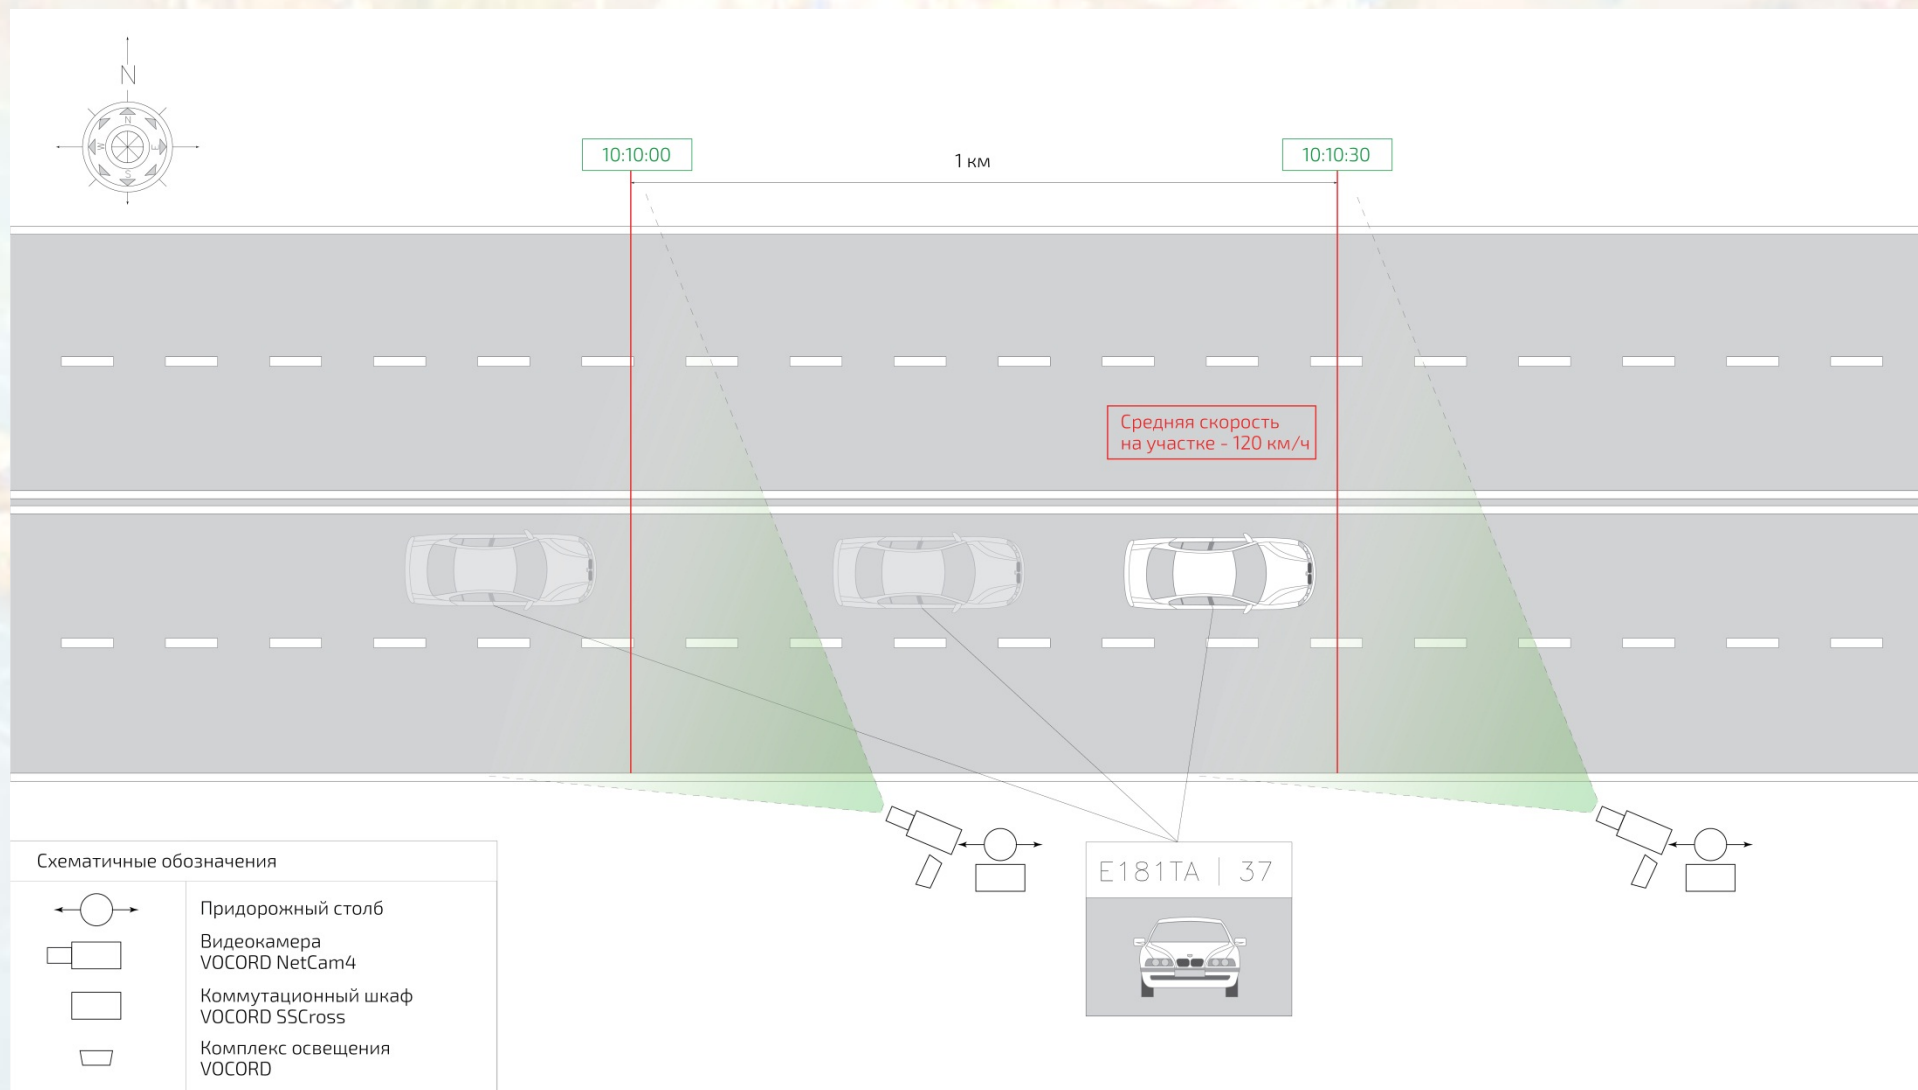 N
N
W
E
S
10:10:00
1 км
10:10:30
Средняя скорость
на участке - 120 км/ч
E181TA | 37
Схематичные обозначения
Придорожный столб
Видеокамера
VOCORD NetCam4
Коммутационный шкаф
VOCORD SSCross
Комплекс освещения
VOCORD